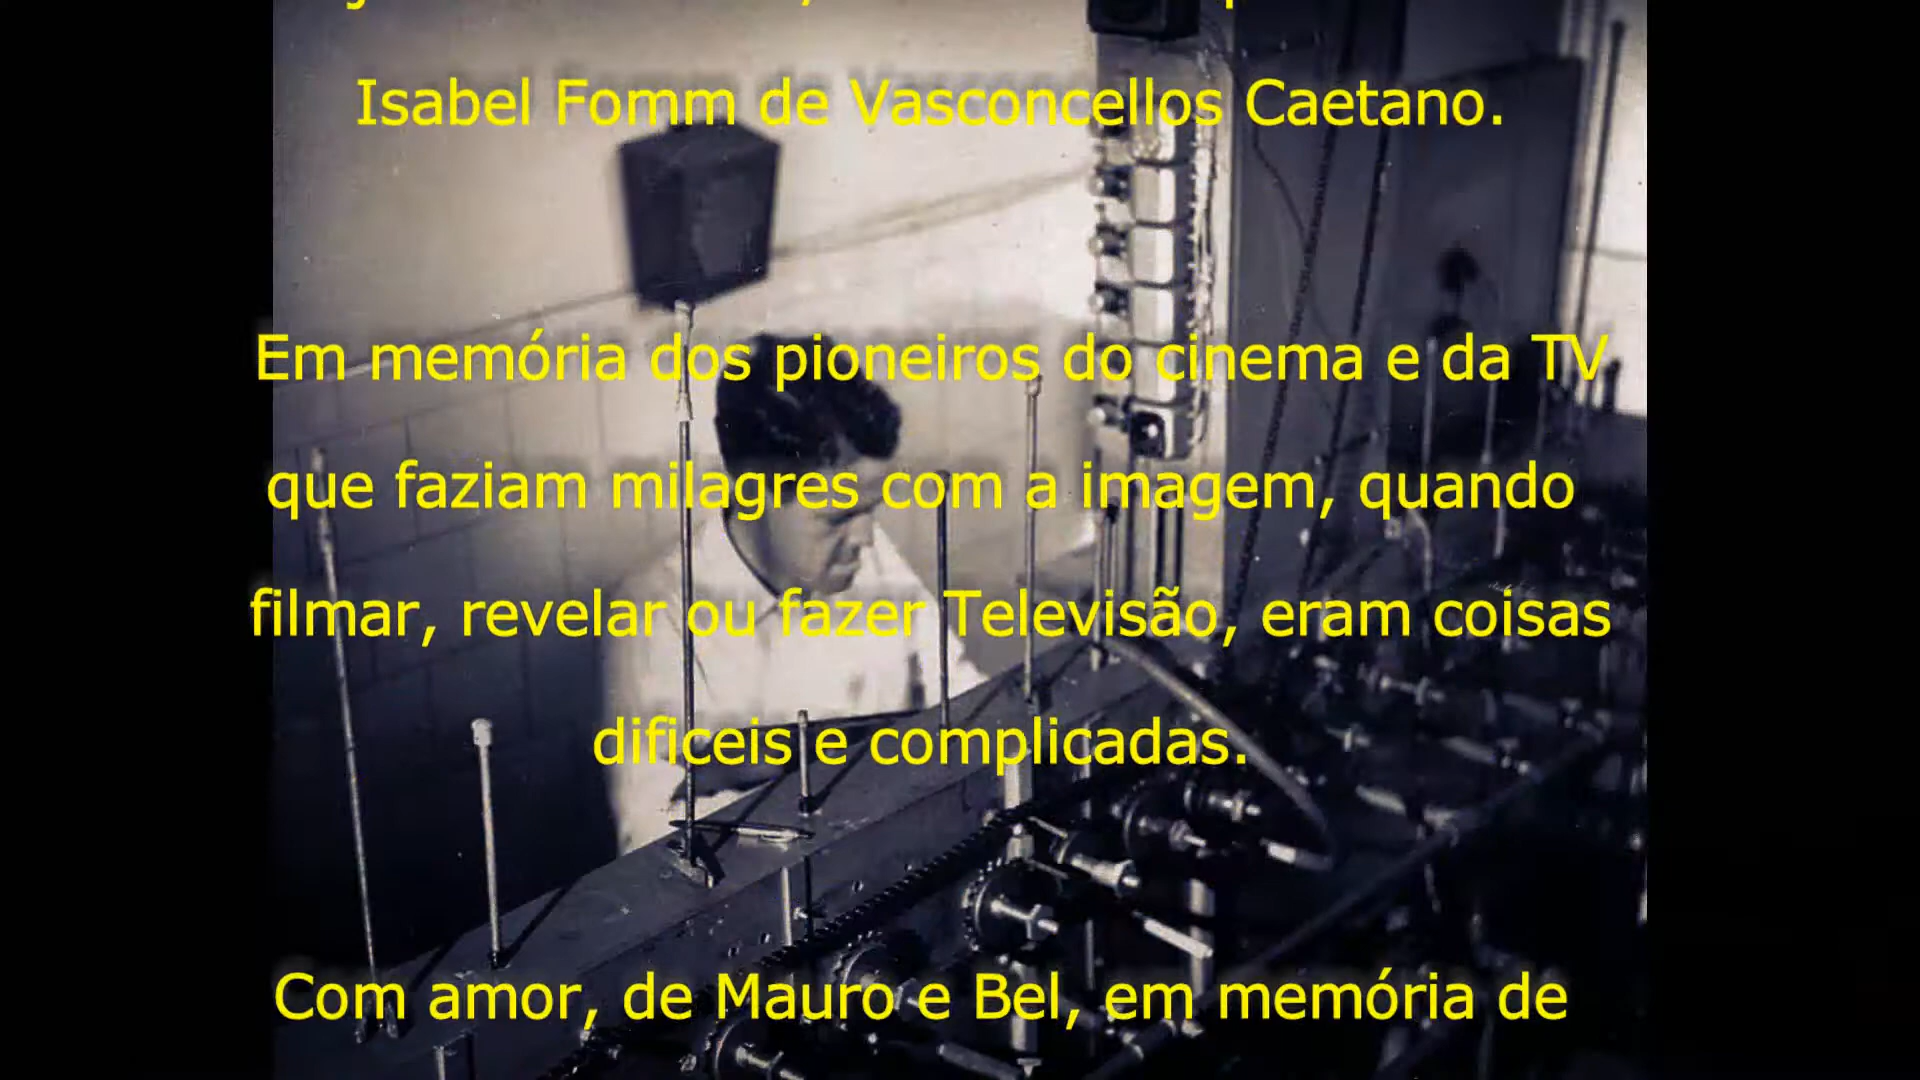 Isabel Fomm de Vasconcellos Caetano.
Em memória dos pioneiros do cinema e da TV
que faziam milagres com a imagem, quando
filmar, revelar ou fazer Televisão, eram coisas
dificeis e complicadas.
Com amor, de Mauro e Bel, em memória de